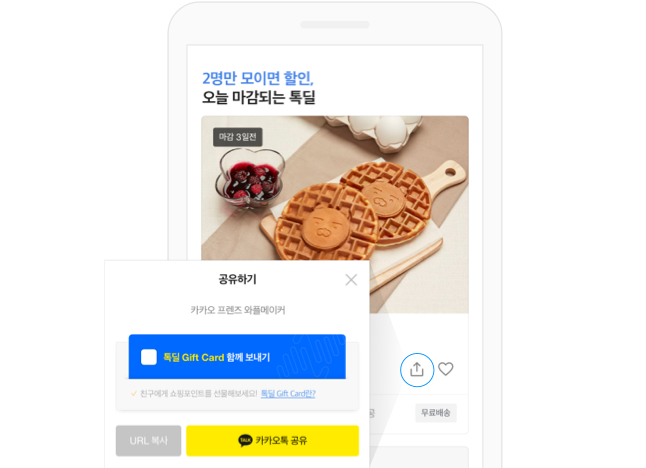 2명만 모이면 할인,
오늘 마감되는 톡딜
마감 3일전
공유하기
카카오 프렌즈 와플메이커
톡딜 Gift Card 함께 보내기
친구에게 쇼핑포인트를 선물해보세요! 톡딜 Gift Card란?
무료배송
URL 복사
TALK 카카오톡 공유